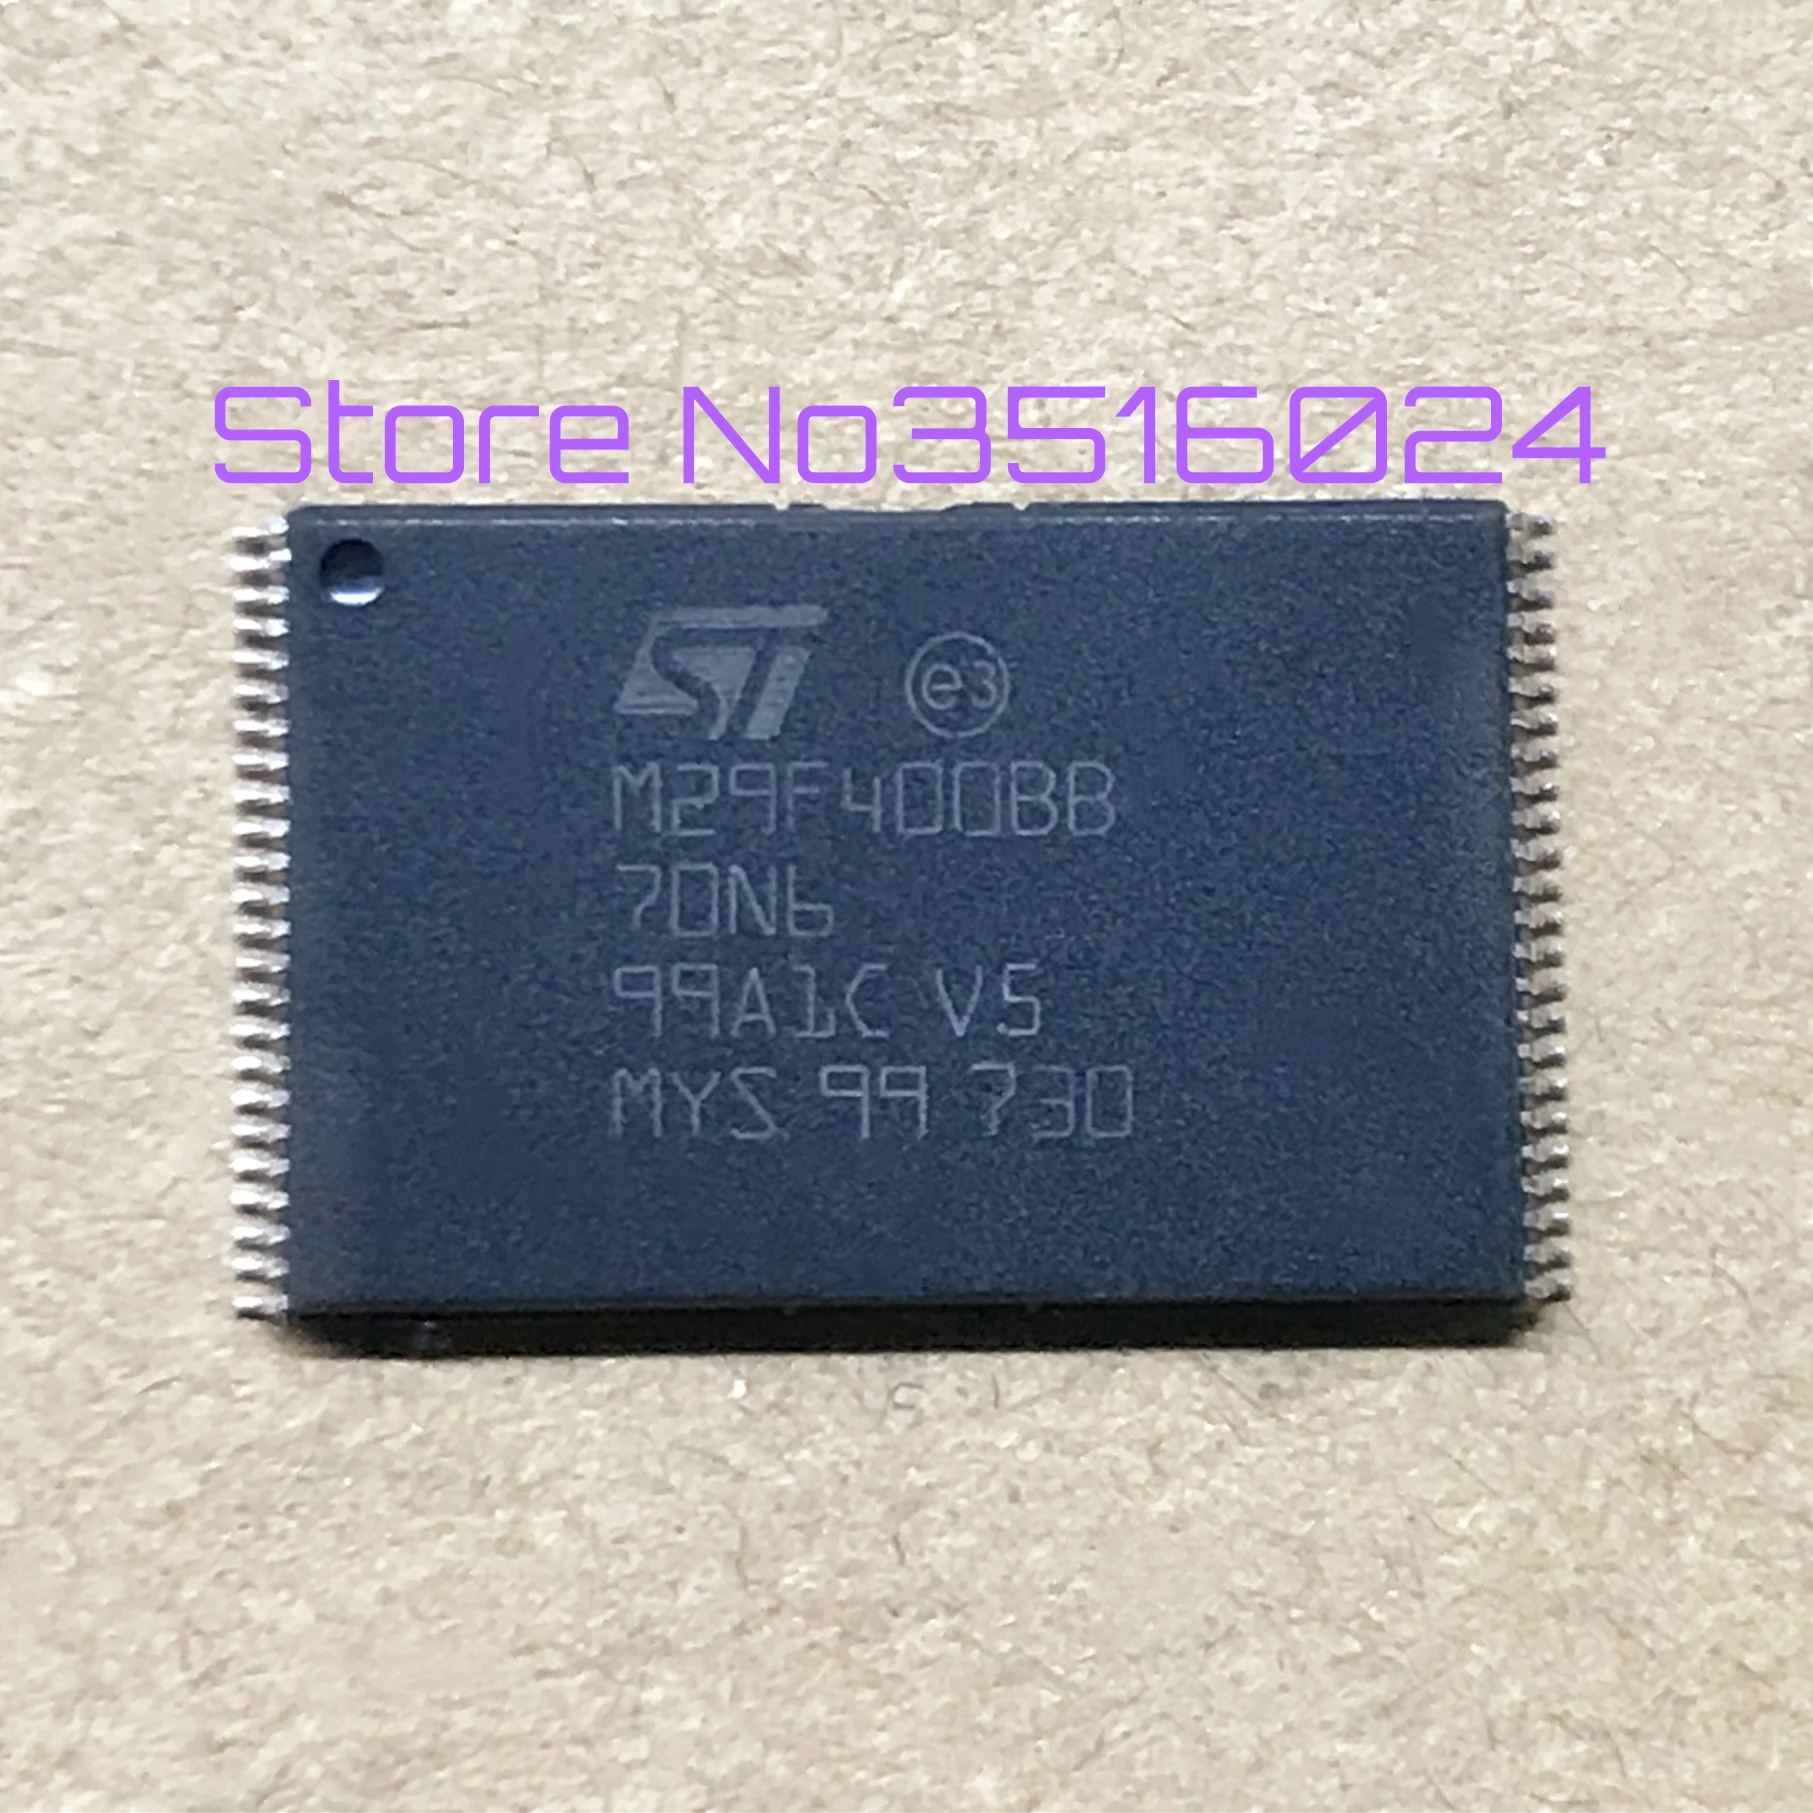 Store No3516024
ST e3
M29F400BB
70N6
99A1C V5
MYS 99 730